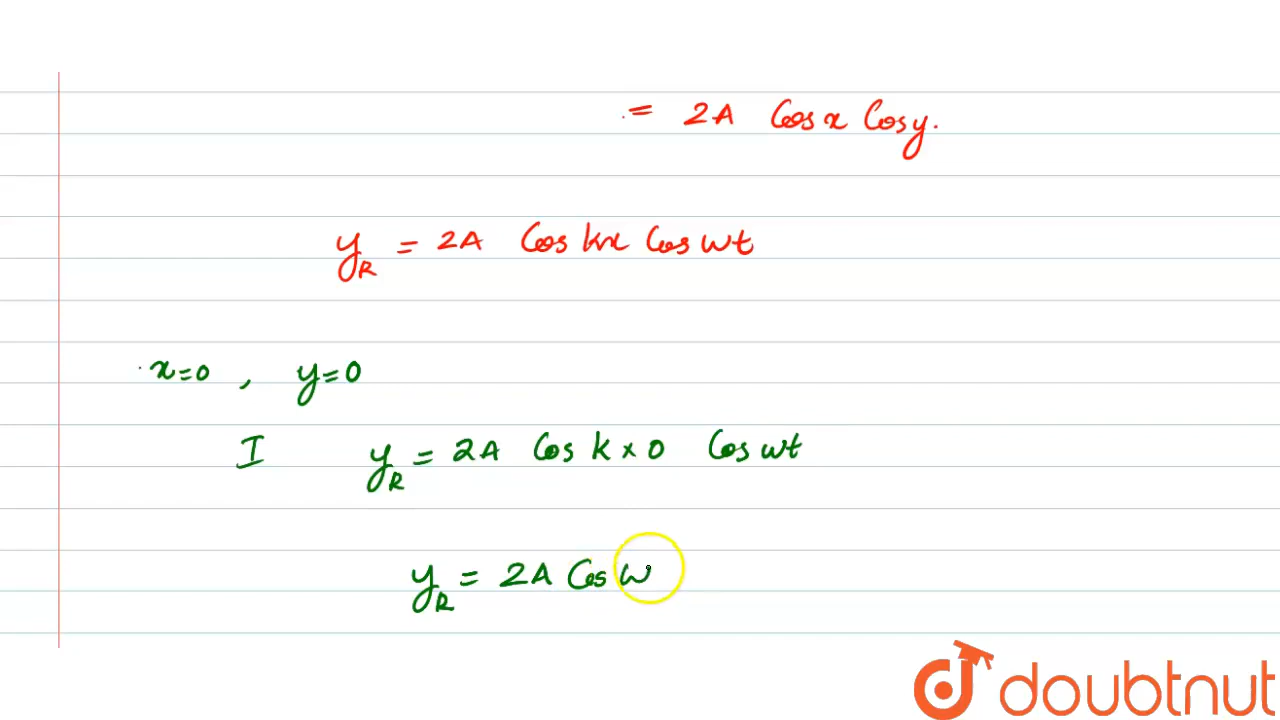 = 2A Cos x Cos y.
y_R = 2A Cos kx Cos wt
x=0 , y=0
I y_R = 2A Cos k × 0 Cos wt
y_R = 2A Cos w
doubtnut